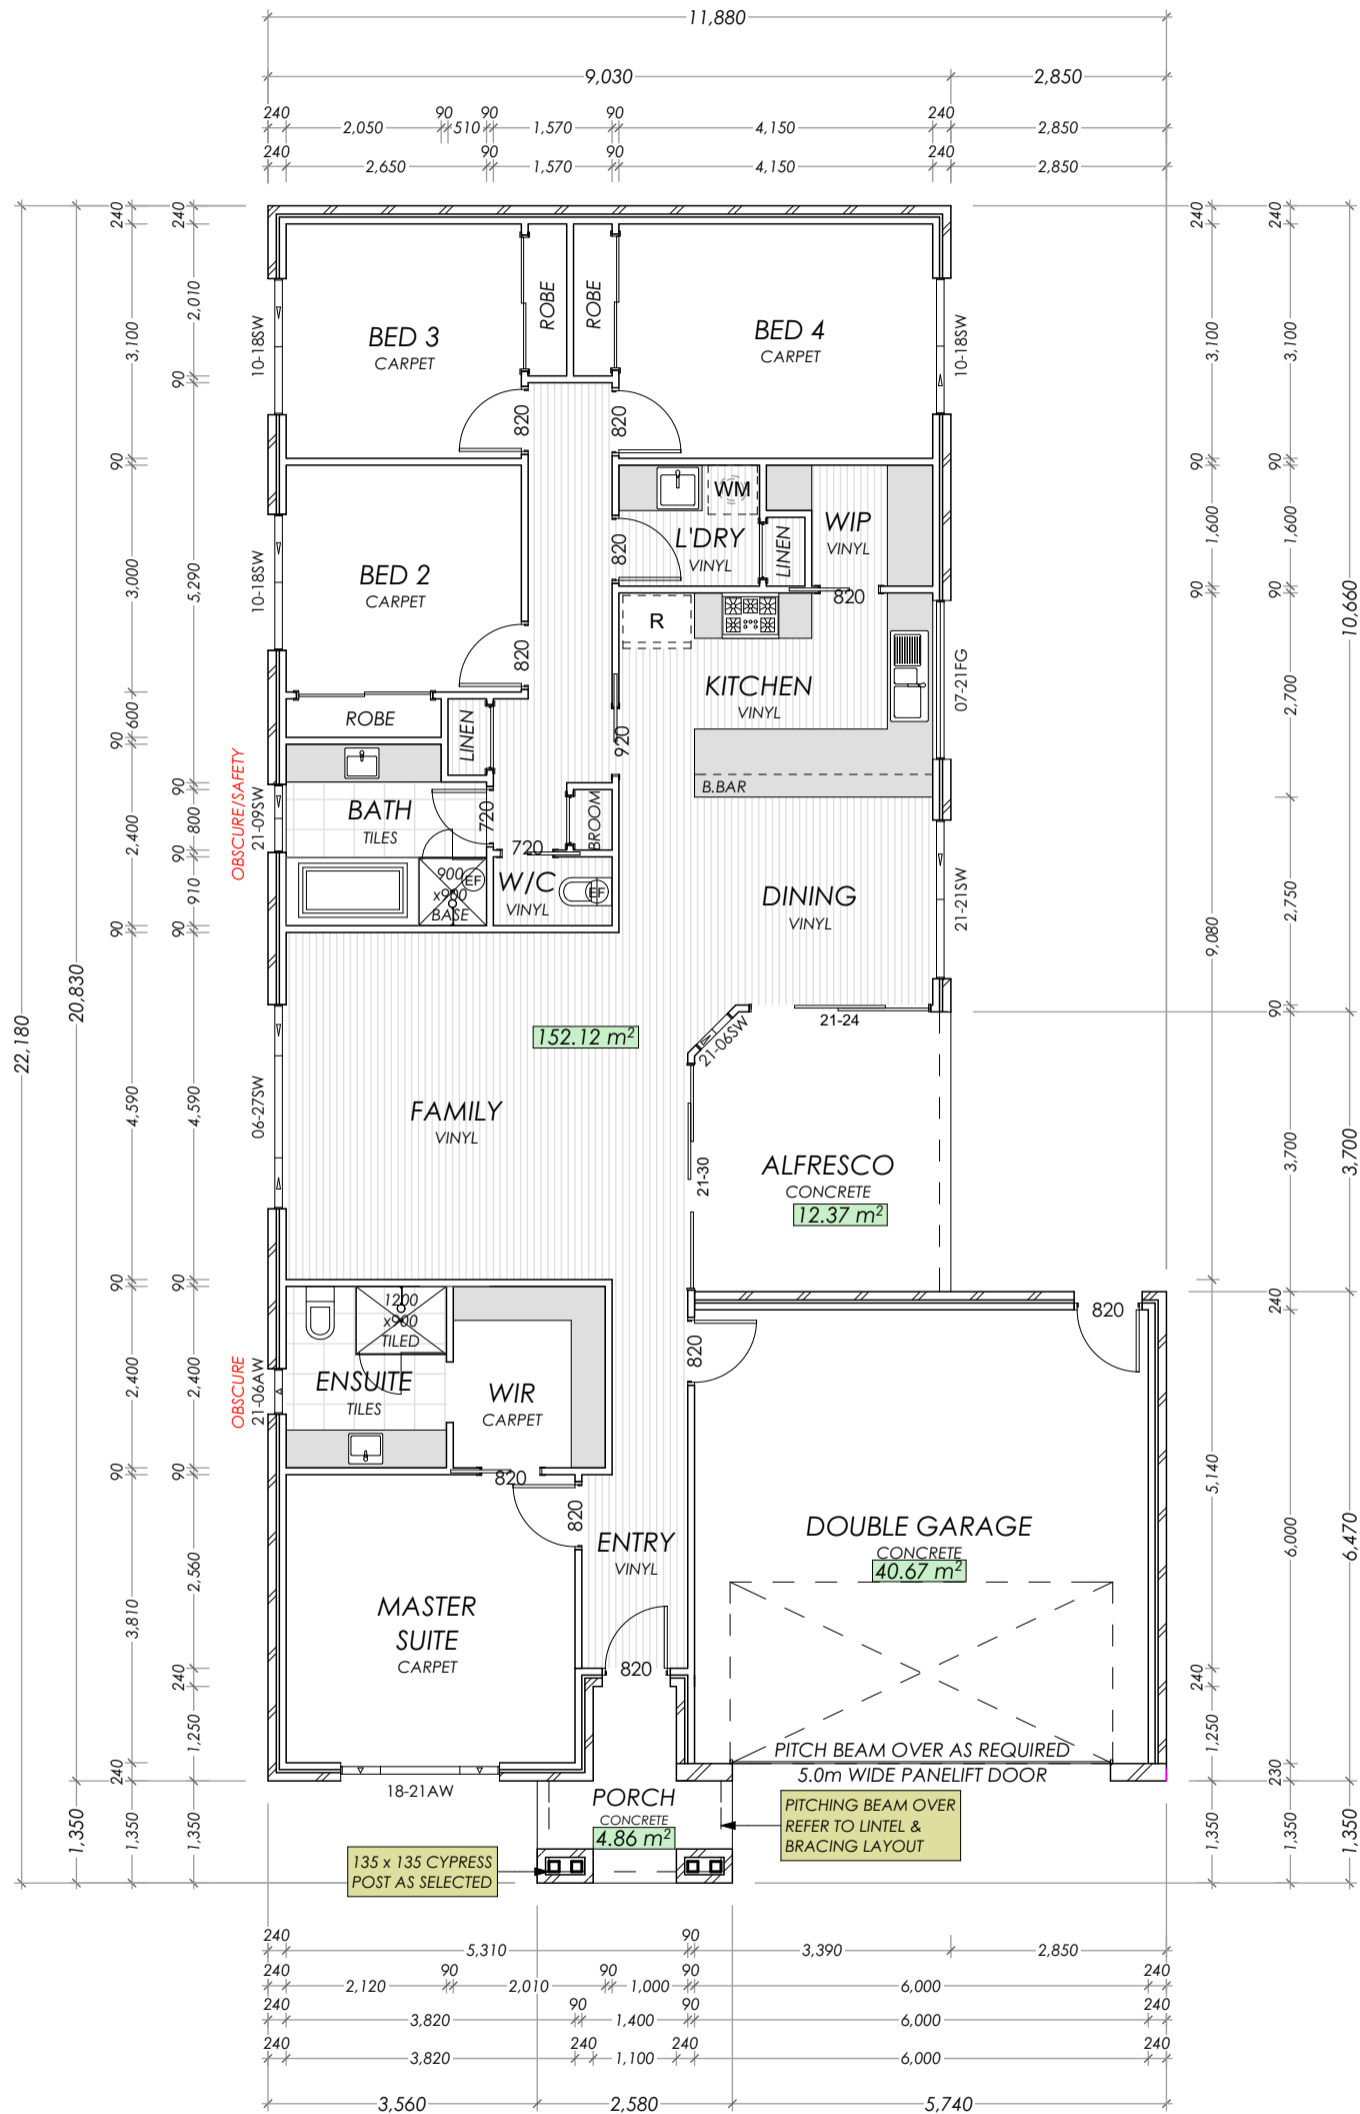 11,880
9,030 2,850
240 90 90 90 240
2,050 510 1,570 4,150 2,850
240 90 90 240
2,650 1,570 4,150 2,850
240
3,100
90
3,000
600
90
2,400
90
4,590
90
2,400
90
3,810
240
1,350
240
2,010
90
5,290
90
800
90
910
90
4,590
90
2,400
90
2,560
240
1,250
1,350
22,180
20,830
1,350
10-18SW
10-18SW
OBSCURE/SAFETY
21-09SW
06-27SW
OBSCURE
21-06AW
BED 3
CARPET
ROBE
ROBE
BED 4
CARPET
820
820
10-18SW
BED 2
CARPET
820
ROBE
LINEN
WM
L'DRY
VINYL
820
LINEN
WIP
VINYL
820
R
KITCHEN
VINYL
920
B.BAR
07-21FG
BATH
TILES
720
BROOM
720
900
x900
BASE
EF
W/C
VINYL
EF
DINING
VINYL
21-21SW
152.12 m²
21-24
21-06SW
FAMILY
VINYL
21-30
ALFRESCO
CONCRETE
12.37 m²
1200
x900
TILED
ENSUITE
TILES
WIR
CARPET
820
820
820
820
ENTRY
VINYL
DOUBLE GARAGE
CONCRETE
40.67 m²
MASTER
SUITE
CARPET
820
PITCH BEAM OVER AS REQUIRED
5.0m WIDE PANELIFT DOOR
18-21AW
PORCH
CONCRETE
4.86 m²
PITCHING BEAM OVER
REFER TO LINTEL &
BRACING LAYOUT
135 x 135 CYPRESS
POST AS SELECTED
240
3,100
90
1,600
90
9,080
5,140
240
1,250
1,350
240
3,100
90
1,600
90
2,700
2,750
90
3,700
240
6,000
230
1,350
10,660
3,700
6,470
1,350
240 90
5,310 3,390 2,850
240 90 90 90 240
2,120 2,010 1,000 6,000
240 90 90 240
3,820 1,400 6,000
240 240 240 240
3,820 1,100 6,000
3,560 2,580 5,740